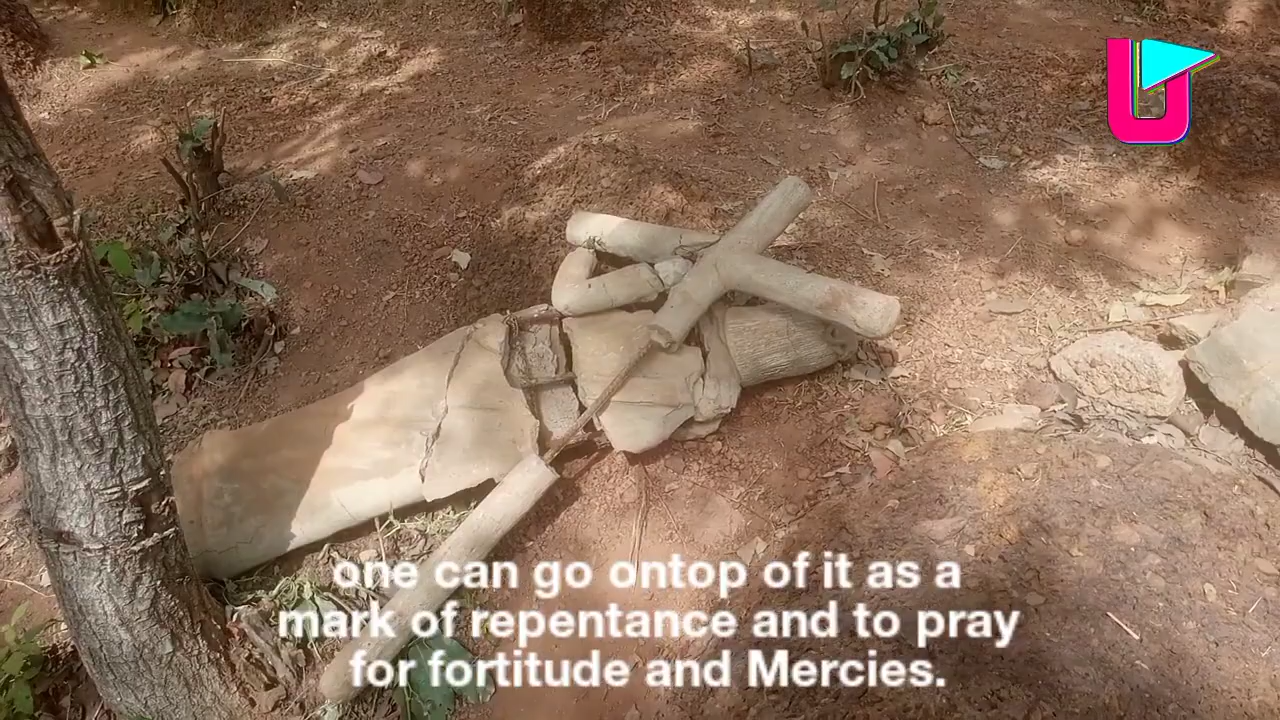 U
one can go ontop of it as a
mark of repentance and to pray
for fortitude and Mercies.